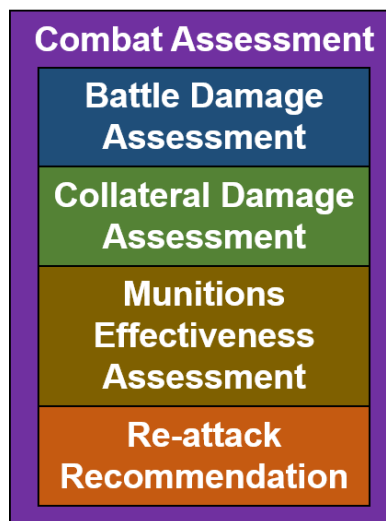 Combat Assessment
Battle Damage
Assessment
Collateral Damage
Assessment
Munitions
Effectiveness
Assessment
Re-attack
Recommendation